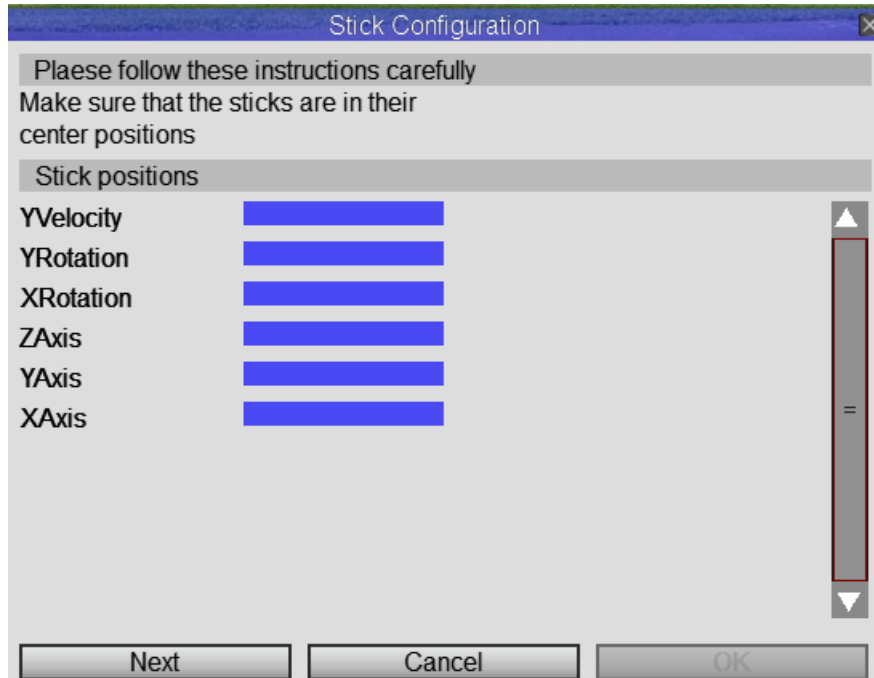 Stick Configuration
Plaese follow these instructions carefully
Make sure that the sticks are in their
center positions
Stick positions
YVelocity
YRotation
XRotation
ZAxis
YAxis
XAxis
Next Cancel OK